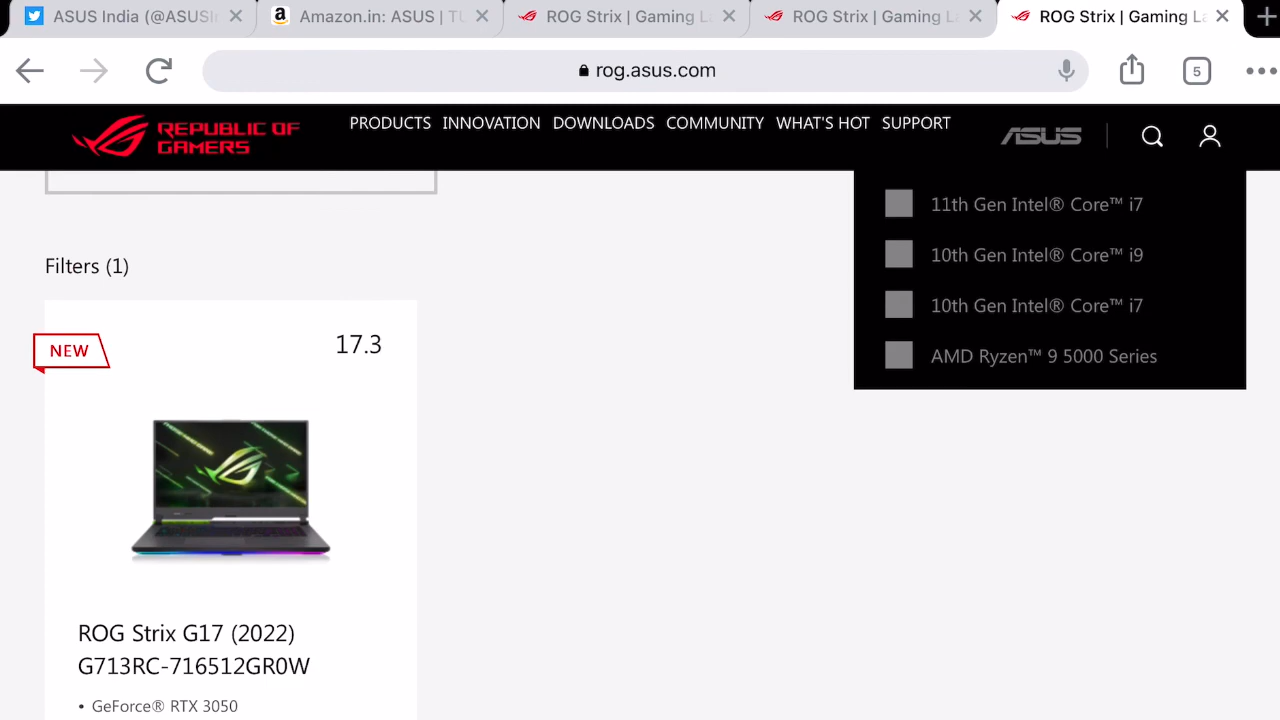 ASUS India (@ASUSI
Amazon.in: ASUS | TU
ROG Strix | Gaming L
ROG Strix | Gaming L
ROG Strix | Gaming La
rog.asus.com
5
REPUBLIC OF
GAMERS
PRODUCTS INNOVATION DOWNLOADS COMMUNITY WHAT'S HOT SUPPORT
ASUS
11th Gen Intel® Core™ i7
10th Gen Intel® Core™ i9
10th Gen Intel® Core™ i7
AMD Ryzen™ 9 5000 Series
Filters (1)
NEW
17.3
ROG Strix G17 (2022)
G713RC-716512GR0W
• GeForce® RTX 3050